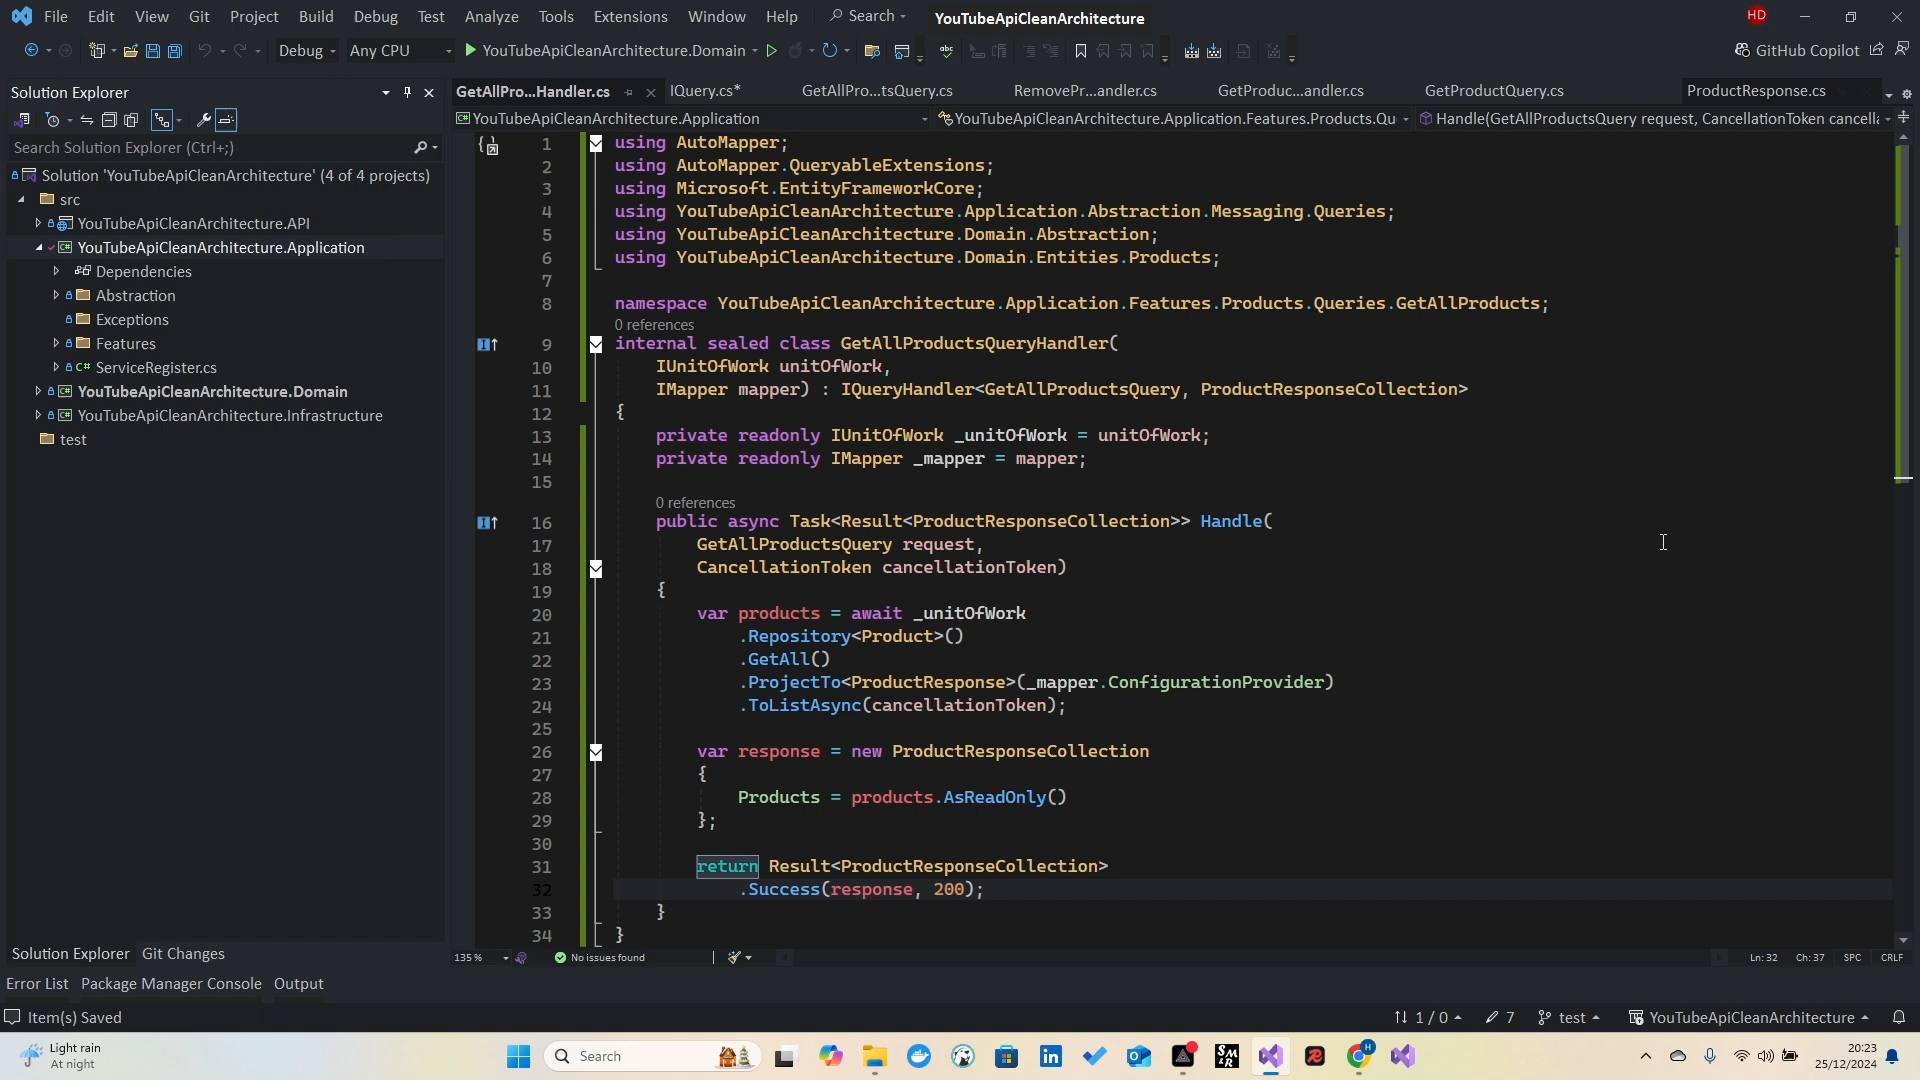 File Edit View Git Project Build Debug Test Analyze Tools Extensions Window Help Search YouTubeApiCleanArchitecture HD
Debug Any CPU YouTubeApiCleanArchitecture.Domain GitHub Copilot
Solution Explorer
Search Solution Explorer (Ctrl+;)
Solution 'YouTubeApiCleanArchitecture' (4 of 4 projects)
src
YouTubeApiCleanArchitecture.API
YouTubeApiCleanArchitecture.Application
Dependencies
Abstraction
Exceptions
Features
C# ServiceRegister.cs
YouTubeApiCleanArchitecture.Domain
YouTubeApiCleanArchitecture.Infrastructure
test
Solution Explorer Git Changes
GetAllPro...Handler.cs IQuery.cs* GetAllPro...tsQuery.cs RemovePr...andler.cs GetProduc...andler.cs GetProductQuery.cs ProductResponse.cs
YouTubeApiCleanArchitecture.Application YouTubeApiCleanArchitecture.Application.Features.Products.Qu Handle(GetAllProductsQuery request, CancellationToken cancell
1 using AutoMapper;
2 using AutoMapper.QueryableExtensions;
3 using Microsoft.EntityFrameworkCore;
4 using YouTubeApiCleanArchitecture.Application.Abstraction.Messaging.Queries;
5 using YouTubeApiCleanArchitecture.Domain.Abstraction;
6 using YouTubeApiCleanArchitecture.Domain.Entities.Products;
7
8 namespace YouTubeApiCleanArchitecture.Application.Features.Products.Queries.GetAllProducts;
0 references
9 internal sealed class GetAllProductsQueryHandler(
10 IUnitOfWork unitOfWork,
11 IMapper mapper) : IQueryHandler<GetAllProductsQuery, ProductResponseCollection>
12 {
13 private readonly IUnitOfWork _unitOfWork = unitOfWork;
14 private readonly IMapper _mapper = mapper;
15
0 references
16 public async Task<Result<ProductResponseCollection>> Handle(
17 GetAllProductsQuery request,
18 CancellationToken cancellationToken)
19 {
20 var products = await _unitOfWork
21 .Repository<Product>()
22 .GetAll()
23 .ProjectTo<ProductResponse>(_mapper.ConfigurationProvider)
24 .ToListAsync(cancellationToken);
25
26 var response = new ProductResponseCollection
27 {
28 Products = products.AsReadOnly()
29 };
30
31 return Result<ProductResponseCollection>
32 .Success(response, 200);
33 }
34 }
135 % No issues found Ln: 32 Ch: 37 SPC CRLF
Error List Package Manager Console Output
Item(s) Saved 1 / 0 7 test YouTubeApiCleanArchitecture
Light rain
At night
Search
20:23
25/12/2024